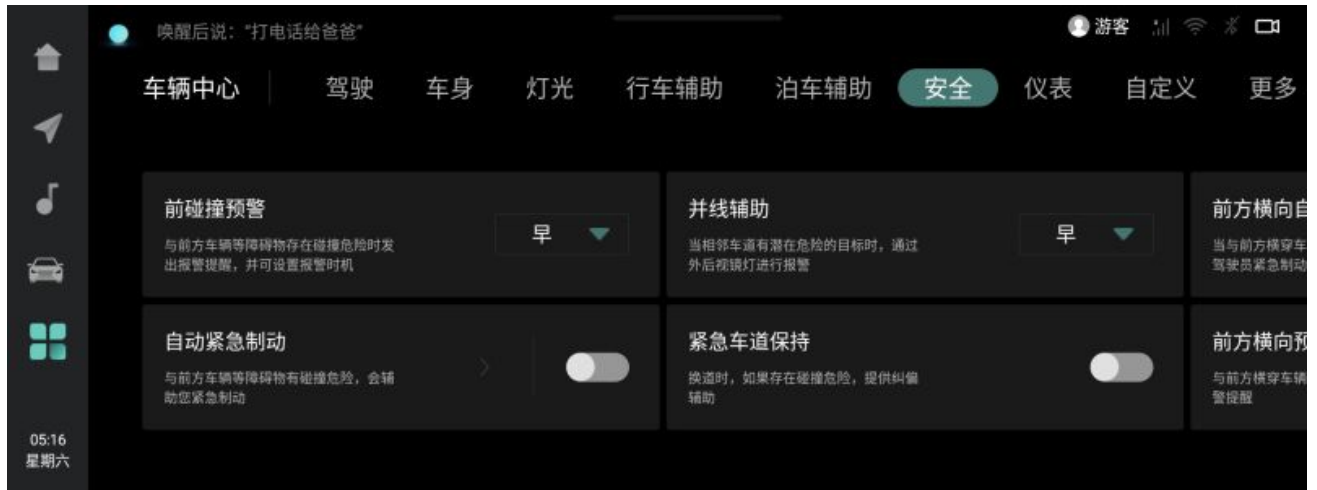 唤醒后说："打电话给爸爸"
游客
车辆中心
驾驶
车身
灯光
行车辅助
泊车辅助
安全
仪表
自定义
更多
前碰撞预警
与前方车辆等障碍物存在碰撞危险时发
出报警提醒，并可设置报警时机
早
并线辅助
当相邻车道有潜在危险的目标时，通过
外后视镜灯进行报警
早
前方横向自
当与前方横穿车
驾驶员紧急制动
自动紧急制动
与前方车辆等障碍物有碰撞危险，会辅
助您紧急制动
紧急车道保持
换道时，如果存在碰撞危险，提供纠偏
辅助
前方横向预
与前方横穿车辆
警提醒
05:16
星期六